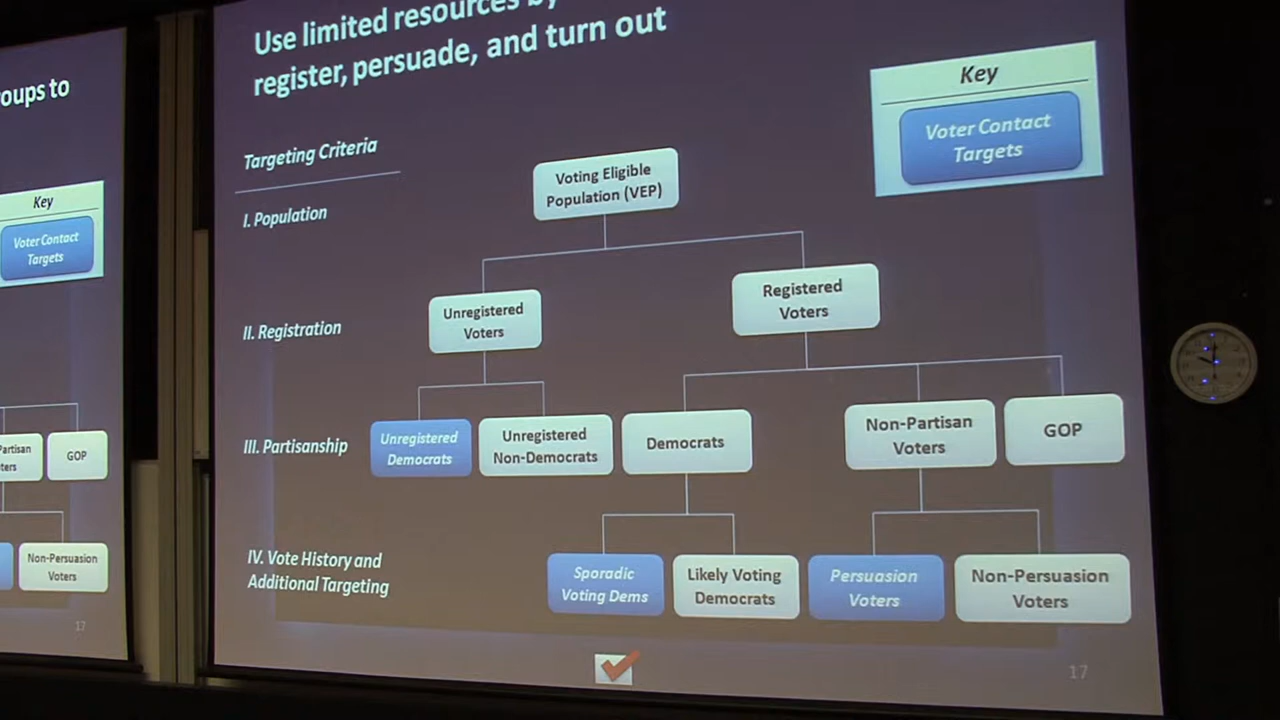 oups to
Key
Voter Contact
Targets
GOP
Non-Persuasion
Voters
17
Use limited resources by
register, persuade, and turn out
Key
Voter Contact
Targets
Targeting Criteria
Voting Eligible
Population (VEP)
I. Population
Unregistered
Voters
Registered
Voters
II. Registration
III. Partisanship
Unregistered
Democrats
Unregistered
Non-Democrats
Democrats
Non-Partisan
Voters
GOP
IV. Vote History and
Additional Targeting
Sporadic
Voting Dems
Likely Voting
Democrats
Persuasion
Voters
Non-Persuasion
Voters
17